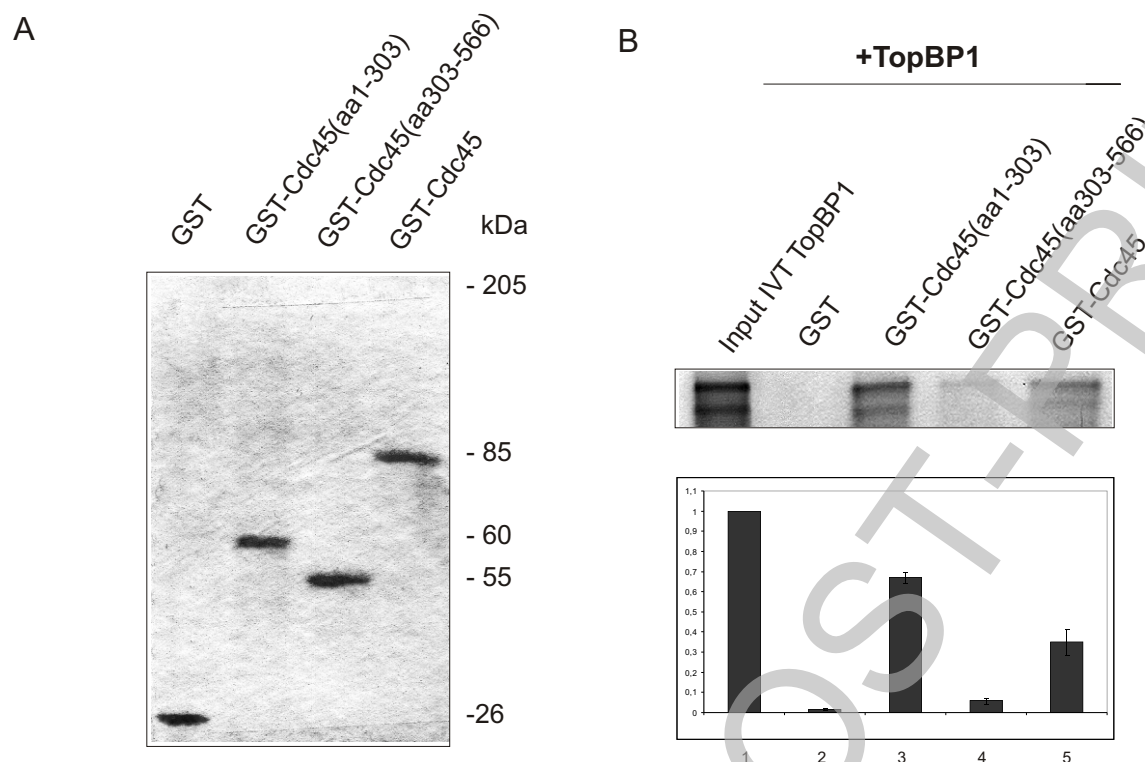 A
GST
GST-Cdc45(aa1-303)
GST-Cdc45(aa303-566)
GST-Cdc45
kDa
- 205
- 85
- 60
- 55
-26
B
+TopBP1
Input IVT TopBP1
GST
GST-Cdc45(aa1-303)
GST-Cdc45(aa303-566)
GST-Cdc45
1,1
1
0,9
0,8
0,7
0,6
0,5
0,4
0,3
0,2
0,1
0
1
2
3
4
5
OST-PRI